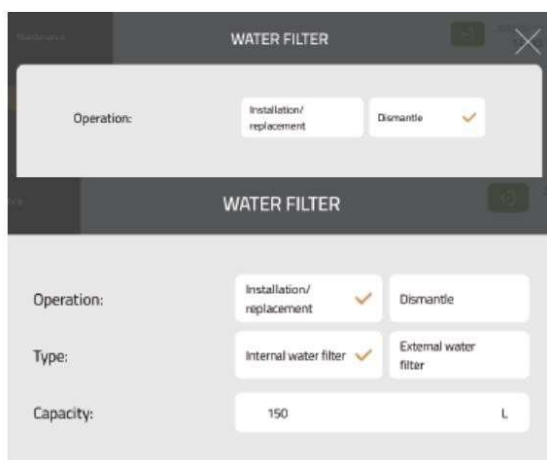 Maintenance
WATER FILTER
Operation:
Installation/
replacement
Dismantle
WATER FILTER
Operation:
Installation/
replacement
Dismantle
Type:
Internal water filter
External water
filter
Capacity:
150 L